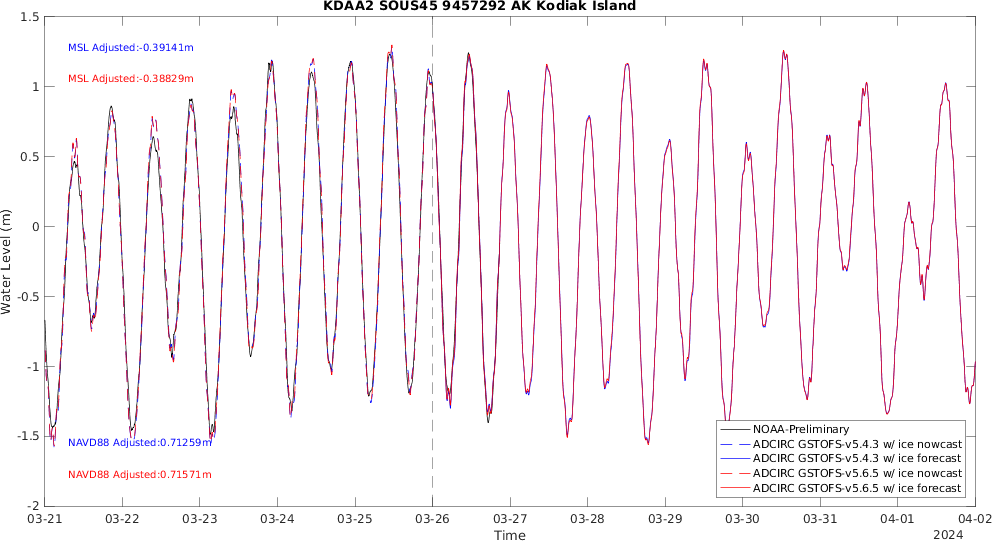 KDAA2 SOUS45 9457292 AK Kodiak Island
1.5
1
0.5
0
-0.5
-1
-1.5
-2
Water Level (m)
MSL Adjusted:-0.39141m
MSL Adjusted:-0.38829m
NAVD88 Adjusted:0.71259m
NAVD88 Adjusted:0.71571m
NOAA-Preliminary
ADCIRC GSTOFS-v5.4.3 w/ ice nowcast
ADCIRC GSTOFS-v5.4.3 w/ ice forecast
ADCIRC GSTOFS-v5.6.5 w/ ice nowcast
ADCIRC GSTOFS-v5.6.5 w/ ice forecast
03-21 03-22 03-23 03-24 03-25 03-26 03-27 03-28 03-29 03-30 03-31 04-01 04-02
Time
2024